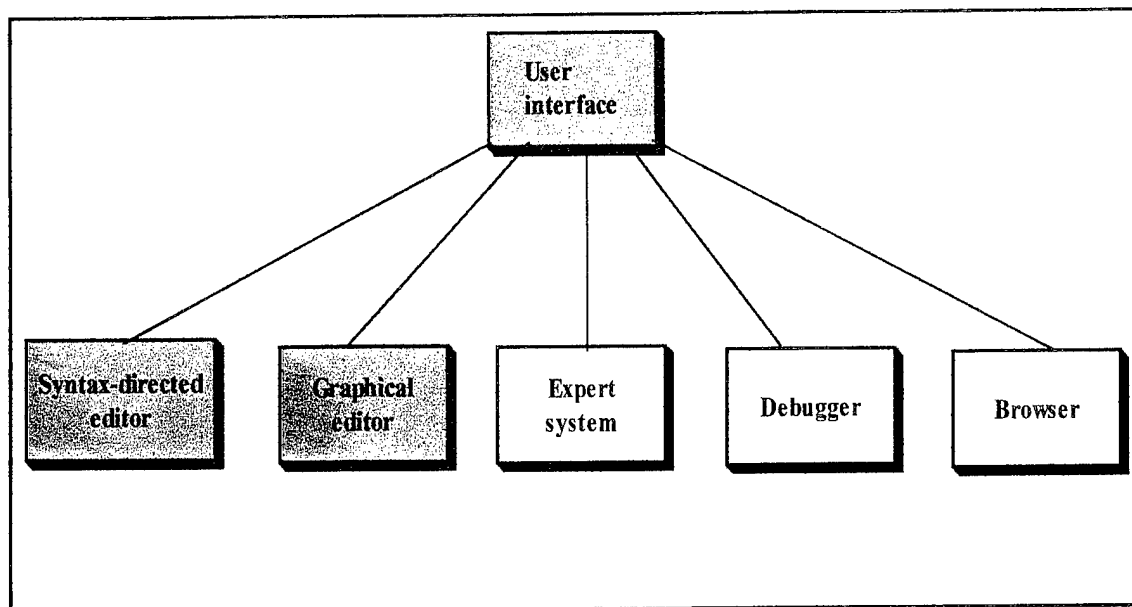 User
interface
Syntax-directed
editor
Graphical
editor
Expert
system
Debugger
Browser